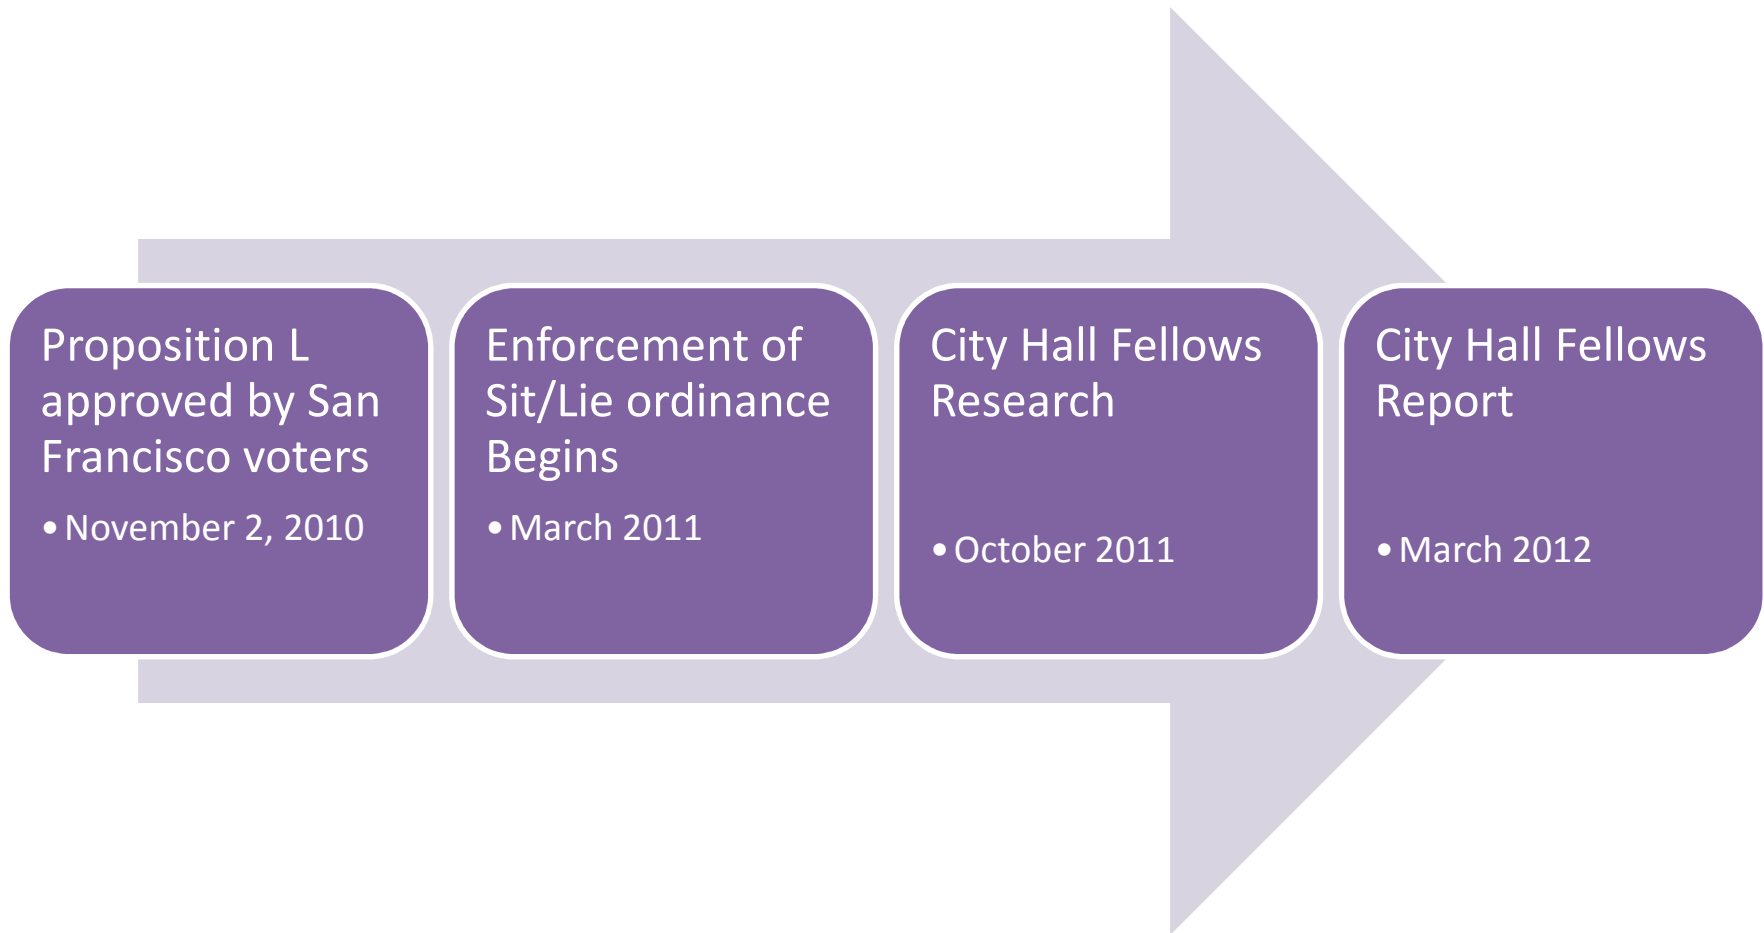 Proposition L
approved by San
Francisco voters
• November 2, 2010
Enforcement of
Sit/Lie ordinance
Begins
• March 2011
City Hall Fellows
Research
• October 2011
City Hall Fellows
Report
• March 2012